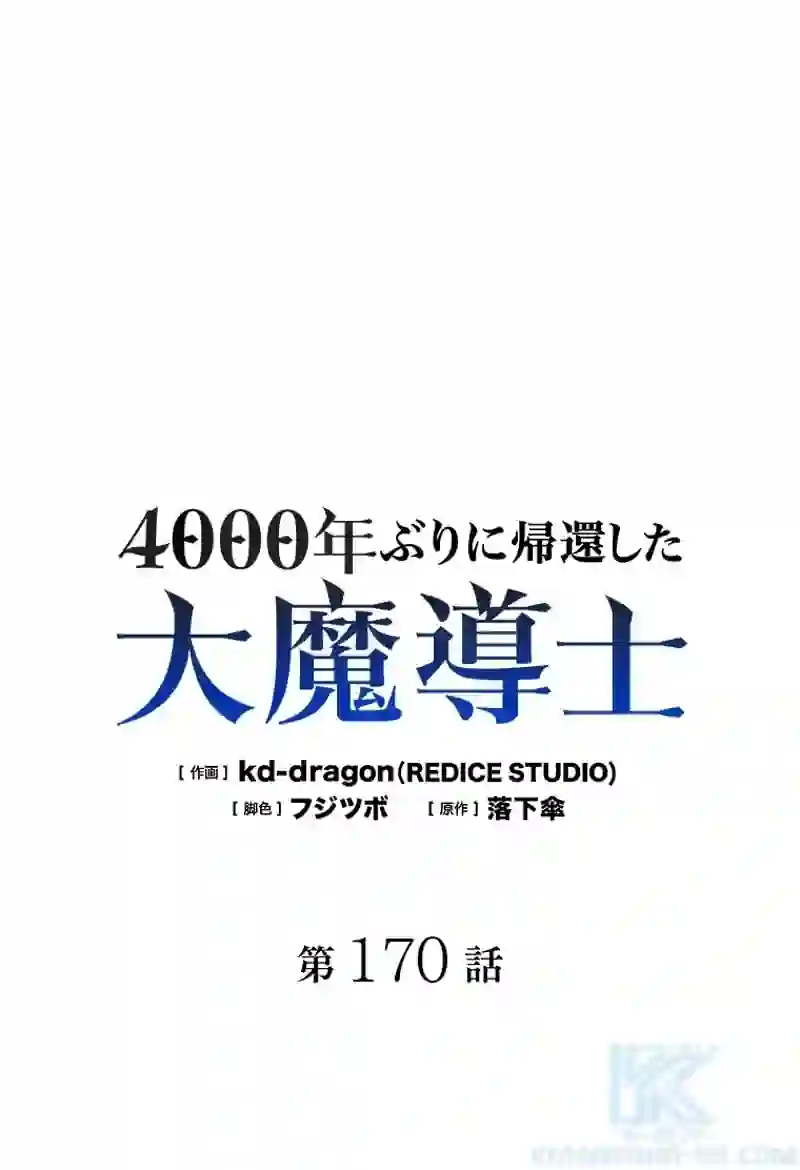 4000年ぶりに帰還した
大魔導士
[作画] kd-dragon(REDICE STUDIO)
[脚色] フジツボ [原作] 落下傘
第170話